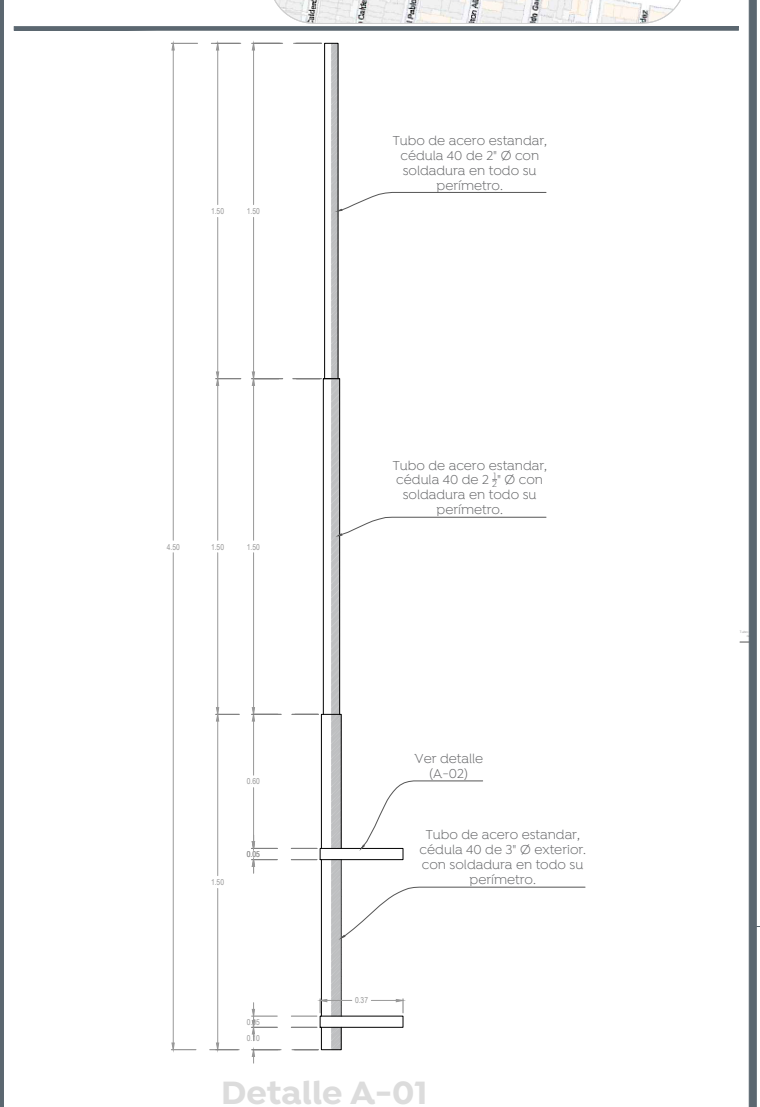 Tubo de acero estandar,
cédula 40 de 2" Ø con
soldadura en todo su
perímetro.
1.50 1.50
Tubo de acero estandar,
cédula 40 de 2 ½" Ø con
soldadura en todo su
perímetro.
4.50 1.50 1.50
Ver detalle
(A-02)
0.60
Tubo de acero estandar,
cédula 40 de 3" Ø exterior.
con soldadura en todo su
perímetro.
0.05
1.50
0.37
0.05
0.10
Detalle A-01